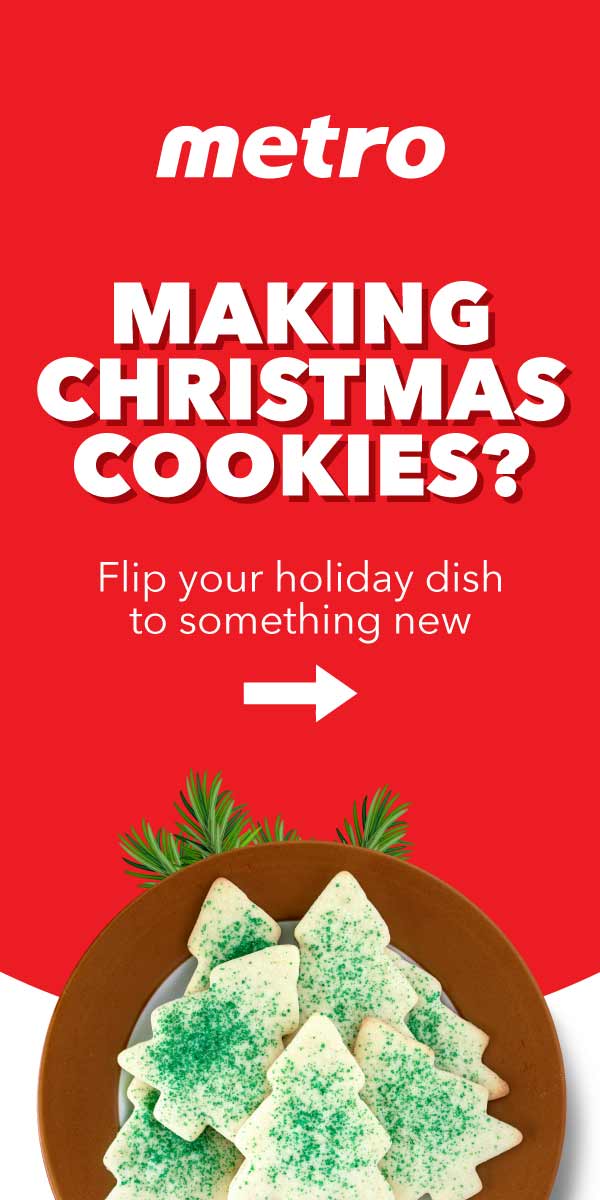 metro
MAKING
CHRISTMAS
COOKIES?
Flip your holiday dish
to something new